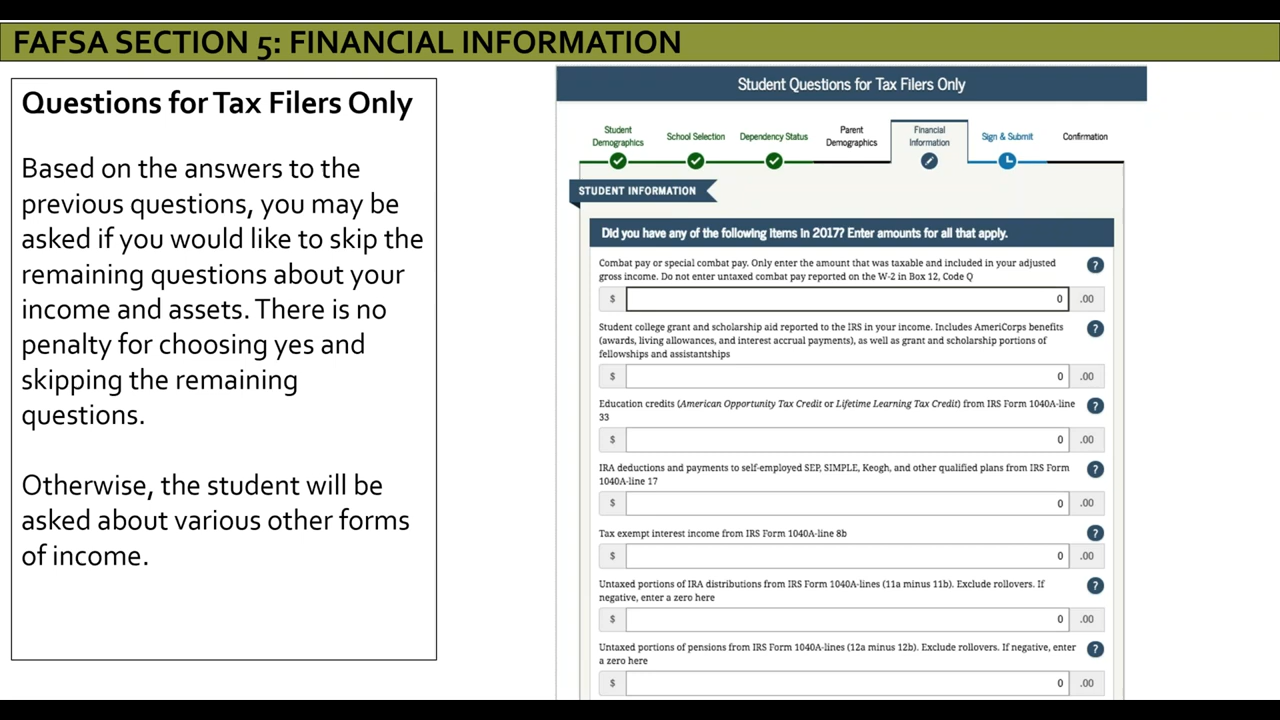 FAFSA SECTION 5: FINANCIAL INFORMATION
Questions for Tax Filers Only
Based on the answers to the
previous questions, you may be
asked if you would like to skip the
remaining questions about your
income and assets. There is no
penalty for choosing yes and
skipping the remaining
questions.
Otherwise, the student will be
asked about various other forms
of income.
Student Questions for Tax Filers Only
Student
Demographics
School Selection
Dependency Status
Parent
Demographics
Financial
Information
Sign & Submit
Confirmation
STUDENT INFORMATION
Did you have any of the following items in 2017? Enter amounts for all that apply.
Combat pay or special combat pay. Only enter the amount that was taxable and included in your adjusted
gross income. Do not enter untaxed combat pay reported on the W-2 in Box 12, Code Q
?
$ 0 .00
Student college grant and scholarship aid reported to the IRS in your income. Includes AmeriCorps benefits
(awards, living allowances, and interest accrual payments), as well as grant and scholarship portions of
fellowships and assistantships
?
$ 0 .00
Education credits (American Opportunity Tax Credit or Lifetime Learning Tax Credit) from IRS Form 1040A-line
33
?
$ 0 .00
IRA deductions and payments to self-employed SEP, SIMPLE, Keogh, and other qualified plans from IRS Form
1040A-line 17
?
$ 0 .00
Tax exempt interest income from IRS Form 1040A-line 8b
?
$ 0 .00
Untaxed portions of IRA distributions from IRS Form 1040A-lines (11a minus 11b). Exclude rollovers. If
negative, enter a zero here
?
$ 0 .00
Untaxed portions of pensions from IRS Form 1040A-lines (12a minus 12b). Exclude rollovers. If negative, enter
a zero here
?
$ 0 .00